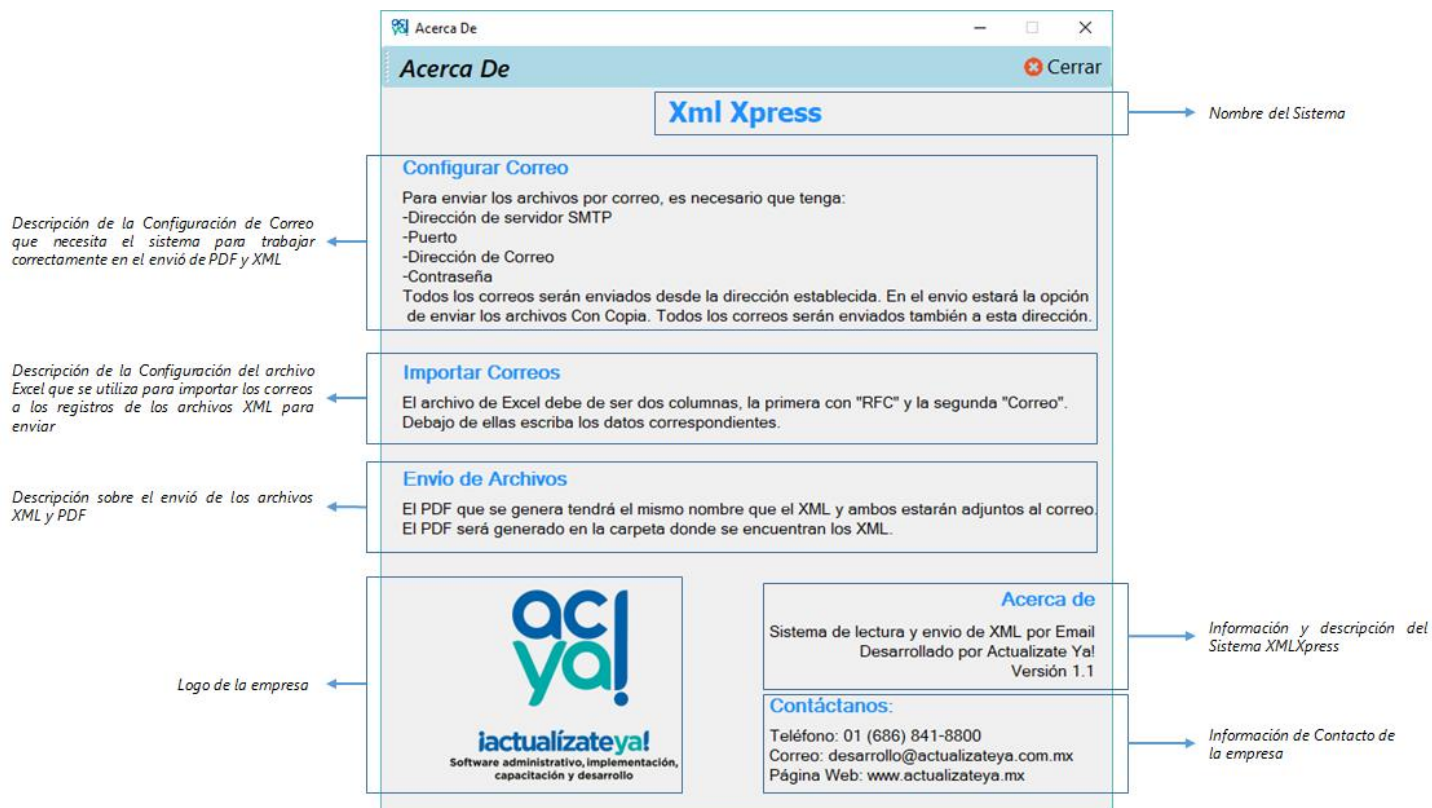 Acerca De
Acerca De
Cerrar
Xml Xpress
Nombre del Sistema
Configurar Correo
Para enviar los archivos por correo, es necesario que tenga:
-Dirección de servidor SMTP
-Puerto
-Dirección de Correo
-Contraseña
Todos los correos serán enviados desde la dirección establecida. En el envio estará la opción
de enviar los archivos Con Copia. Todos los correos serán enviados también a esta dirección.
Descripción de la Configuración de Correo
que necesita el sistema para trabajar
correctamente en el envió de PDF y XML
Importar Correos
El archivo de Excel debe de ser dos columnas, la primera con "RFC" y la segunda "Correo".
Debajo de ellas escriba los datos correspondientes.
Descripción de la Configuración del archivo
Excel que se utiliza para importar los correos
a los registros de los archivos XML para
enviar
Envío de Archivos
El PDF que se genera tendrá el mismo nombre que el XML y ambos estarán adjuntos al correo.
El PDF será generado en la carpeta donde se encuentran los XML.
Descripción sobre el envió de los archivos
XML y PDF
ac
ya!
¡actualízateya!
Software administrativo, implementación,
capacitación y desarrollo
Logo de la empresa
Acerca de
Sistema de lectura y envio de XML por Email
Desarrollado por Actualizate Ya!
Versión 1.1
Información y descripción del
Sistema XMLXpress
Contáctanos:
Teléfono: 01 (686) 841-8800
Correo: desarrollo@actualizateya.com.mx
Página Web: www.actualizateya.mx
Información de Contacto de
la empresa